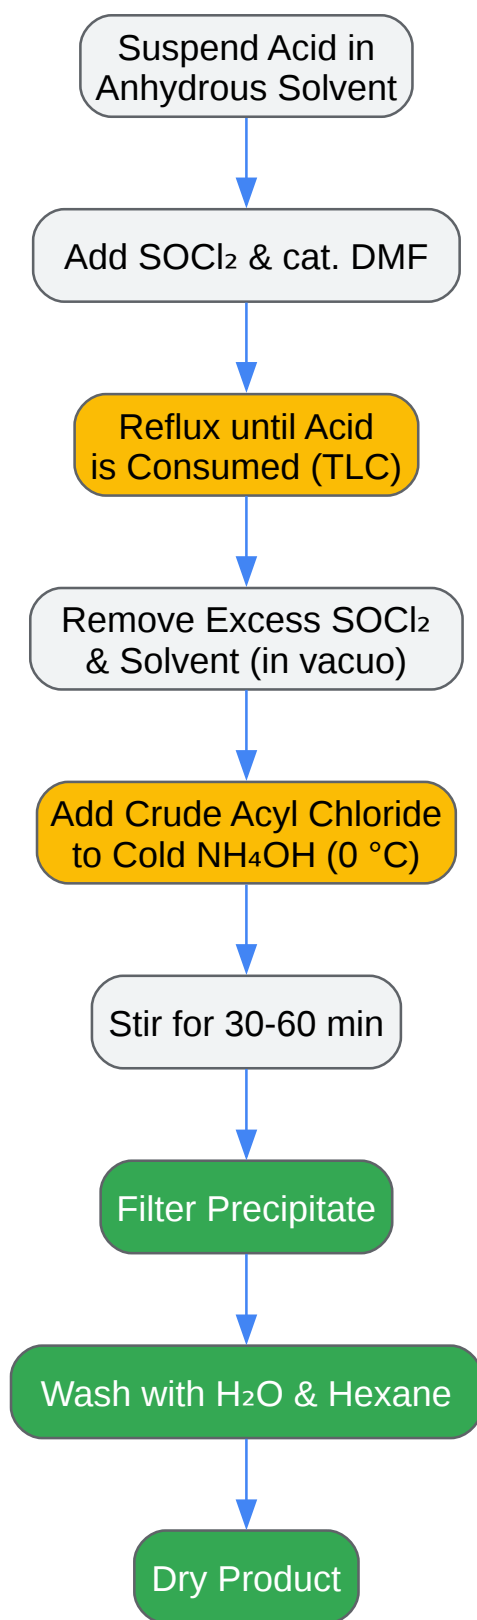 Suspend Acid in
Anhydrous Solvent
Add SOCl₂ & cat. DMF
Reflux until Acid
is Consumed (TLC)
Remove Excess SOCl₂
& Solvent (in vacuo)
Add Crude Acyl Chloride
to Cold NH₄OH (0 °C)
Stir for 30-60 min
Filter Precipitate
Wash with H₂O & Hexane
Dry Product